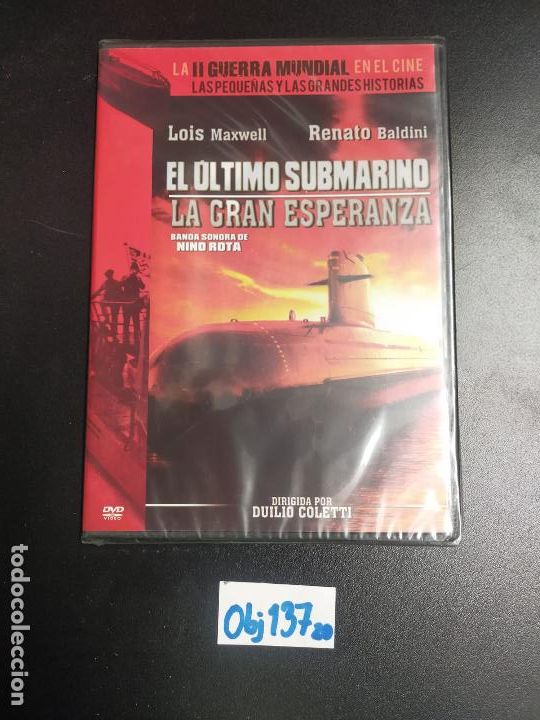 LA II GUERRA MUNDIAL EN EL CINE
LAS PEQUEÑAS Y LAS GRANDES HISTORIAS
Lois Maxwell Renato Baldini
EL ÚLTIMO SUBMARINO
LA GRAN ESPERANZA
BANDA SONORA DE
NINO ROTA
DVD
VIDEO
DIRIGIDA POR
DUILIO COLETTI
Obj 137
todocoleccion.net